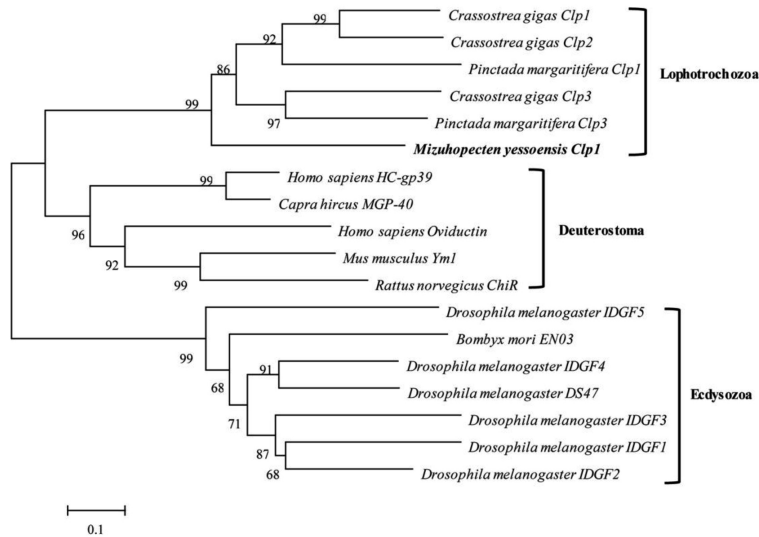 Crassostrea gigas Clp1
99
92
Crassostrea gigas Clp2
86
Pinctada margaritifera Clp1
Lophotrochozoa
99
Crassostrea gigas Clp3
97
Pinctada margaritifera Clp3
Mizuhopecten yessoensis Clp1
99
Homo sapiens HC-gp39
Capra hircus MGP-40
96
Homo sapiens Oviductin
Deuterostoma
92
Mus musculus Ym1
99
Rattus norvegicus ChiR
Drosophila melanogaster IDGF5
99
Bombyx mori EN03
91
Drosophila melanogaster IDGF4
68
Drosophila melanogaster DS47
Ecdysozoa
71
Drosophila melanogaster IDGF3
87
Drosophila melanogaster IDGF1
68
Drosophila melanogaster IDGF2
0.1